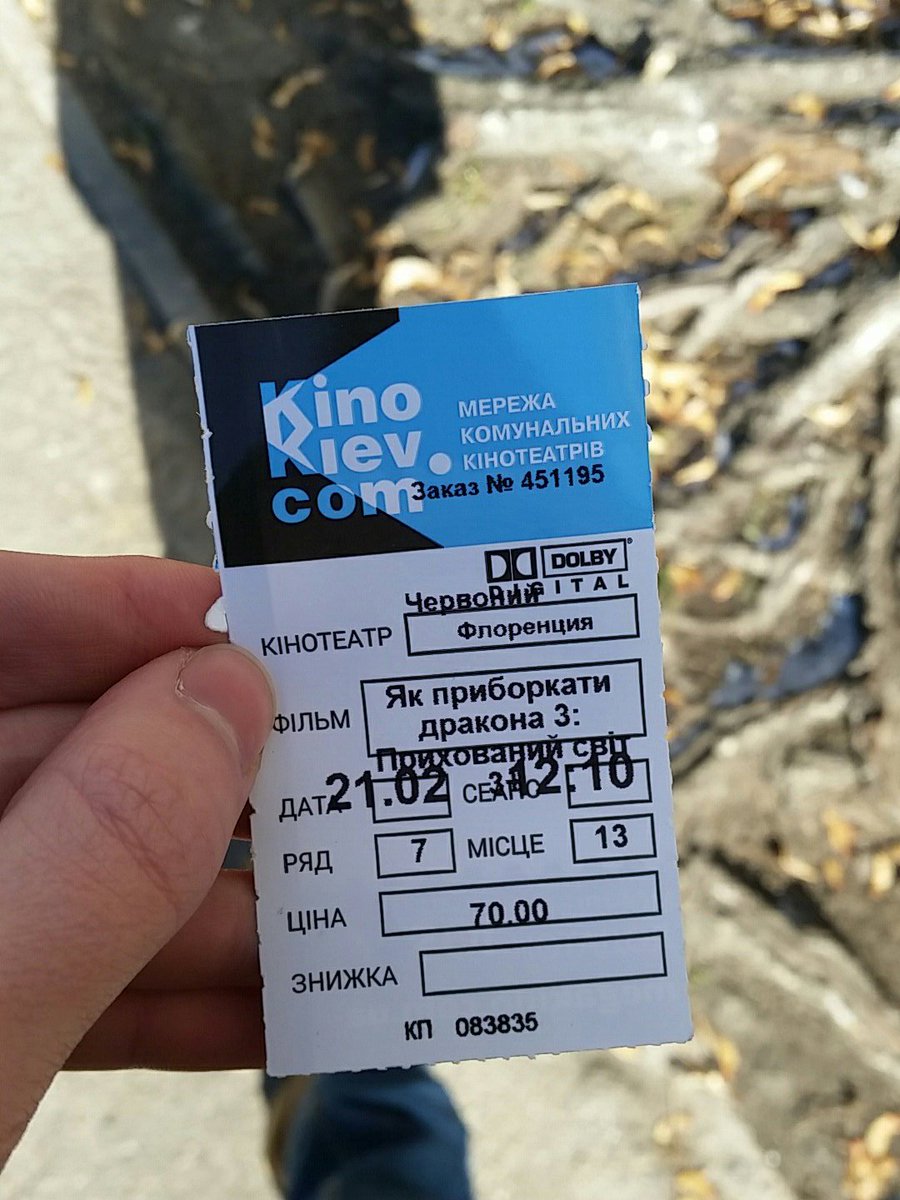 Kino
Kiev.
com
МЕРЕЖА
КОМУНАЛЬНИХ
КІНОТЕАТРІВ
Заказ № 451195
DOLBY
DIGITAL
Червоний
КІНОТЕАТР Флоренция
ФІЛЬМ Як приборкати
дракона 3:
Прихований світ
3Д
ДАТА 21.02 СЕАНС 12:10
РЯД 7 МІСЦЕ 13
ЦІНА 70.00
ЗНИЖКА
КП 083835